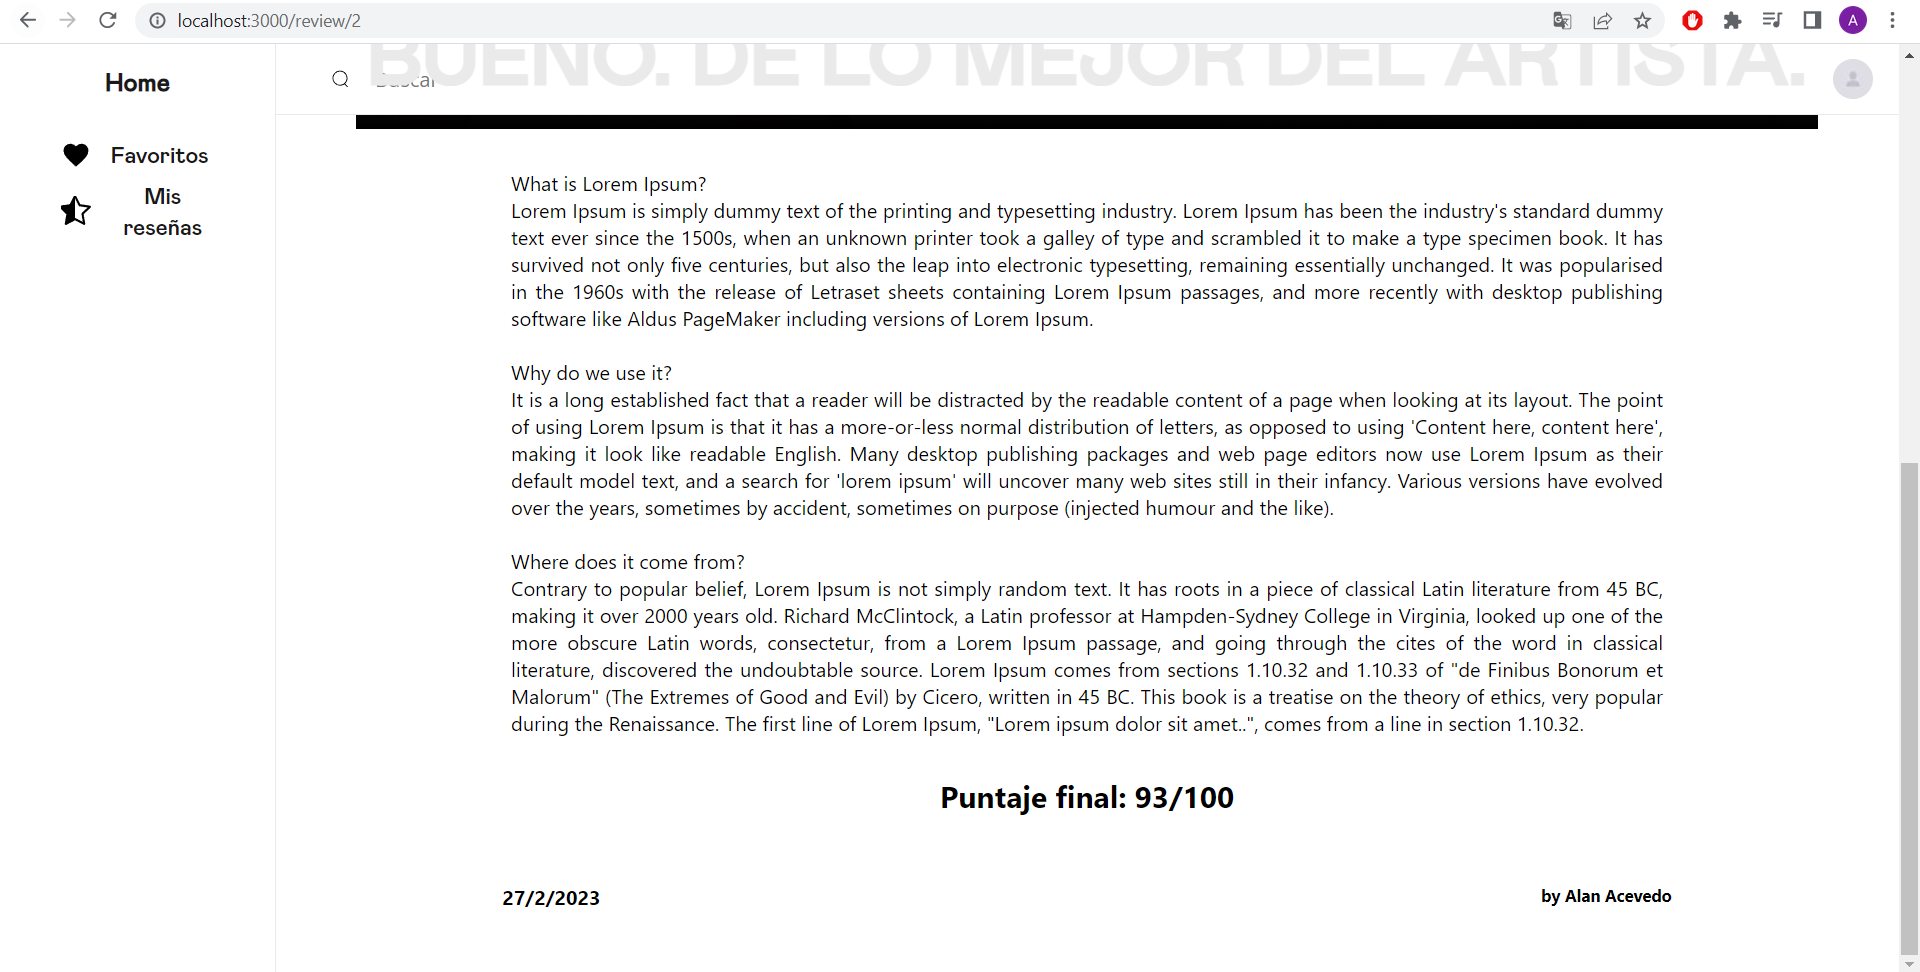 localhost:3000/review/2
A
Home
Favoritos
Mis
reseñas
Buscar
BUENO. DE LO MEJOR DEL ARTISTA.
What is Lorem Ipsum?
Lorem Ipsum is simply dummy text of the printing and typesetting industry. Lorem Ipsum has been the industry's standard dummy
text ever since the 1500s, when an unknown printer took a galley of type and scrambled it to make a type specimen book. It has
survived not only five centuries, but also the leap into electronic typesetting, remaining essentially unchanged. It was popularised
in the 1960s with the release of Letraset sheets containing Lorem Ipsum passages, and more recently with desktop publishing
software like Aldus PageMaker including versions of Lorem Ipsum.
Why do we use it?
It is a long established fact that a reader will be distracted by the readable content of a page when looking at its layout. The point
of using Lorem Ipsum is that it has a more-or-less normal distribution of letters, as opposed to using 'Content here, content here',
making it look like readable English. Many desktop publishing packages and web page editors now use Lorem Ipsum as their
default model text, and a search for 'lorem ipsum' will uncover many web sites still in their infancy. Various versions have evolved
over the years, sometimes by accident, sometimes on purpose (injected humour and the like).
Where does it come from?
Contrary to popular belief, Lorem Ipsum is not simply random text. It has roots in a piece of classical Latin literature from 45 BC,
making it over 2000 years old. Richard McClintock, a Latin professor at Hampden-Sydney College in Virginia, looked up one of the
more obscure Latin words, consectetur, from a Lorem Ipsum passage, and going through the cites of the word in classical
literature, discovered the undoubtable source. Lorem Ipsum comes from sections 1.10.32 and 1.10.33 of "de Finibus Bonorum et
Malorum" (The Extremes of Good and Evil) by Cicero, written in 45 BC. This book is a treatise on the theory of ethics, very popular
during the Renaissance. The first line of Lorem Ipsum, "Lorem ipsum dolor sit amet..", comes from a line in section 1.10.32.
Puntaje final: 93/100
27/2/2023
by Alan Acevedo